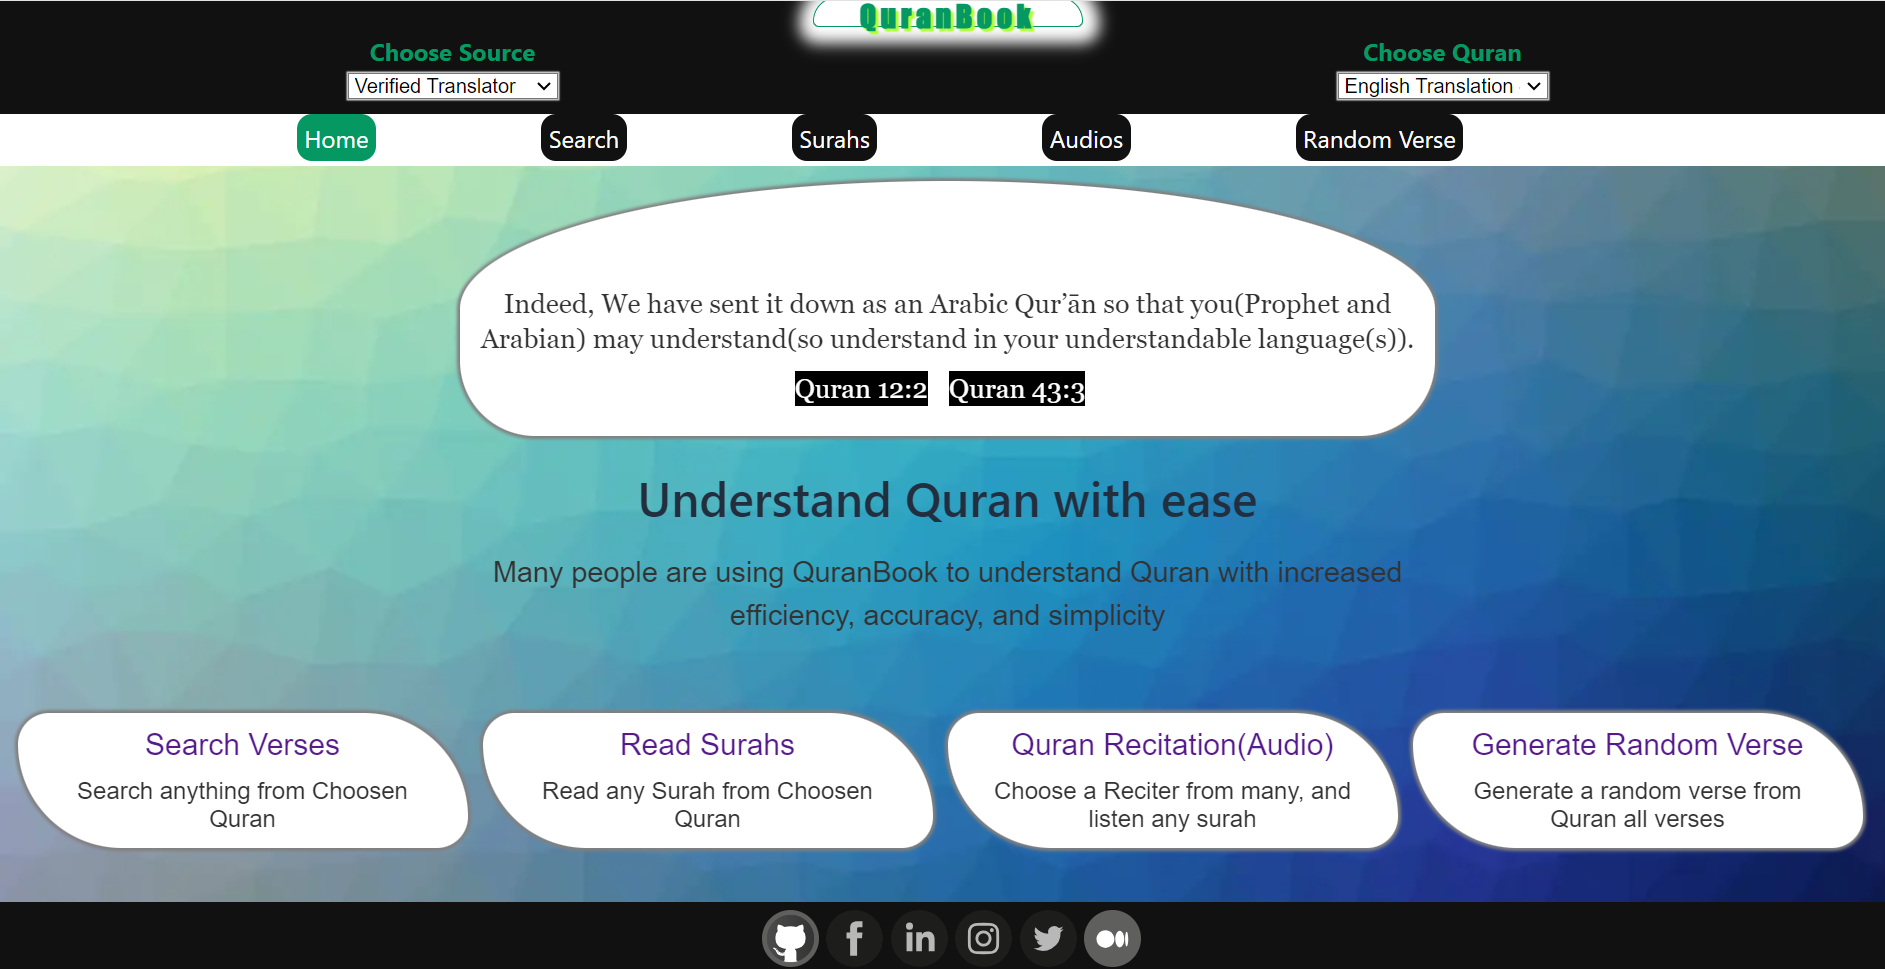 QuranBook
Choose Source
Choose Quran
Verified Translator
English Translation
Home
Search
Surahs
Audios
Random Verse
Indeed, We have sent it down as an Arabic Qur’ān so that you(Prophet and
Arabian) may understand(so understand in your understandable language(s)).
Quran 12:2 Quran 43:3
Understand Quran with ease
Many people are using QuranBook to understand Quran with increased
efficiency, accuracy, and simplicity
Search Verses
Search anything from Choosen
Quran
Read Surahs
Read any Surah from Choosen
Quran
Quran Recitation(Audio)
Choose a Reciter from many, and
listen any surah
Generate Random Verse
Generate a random verse from
Quran all verses